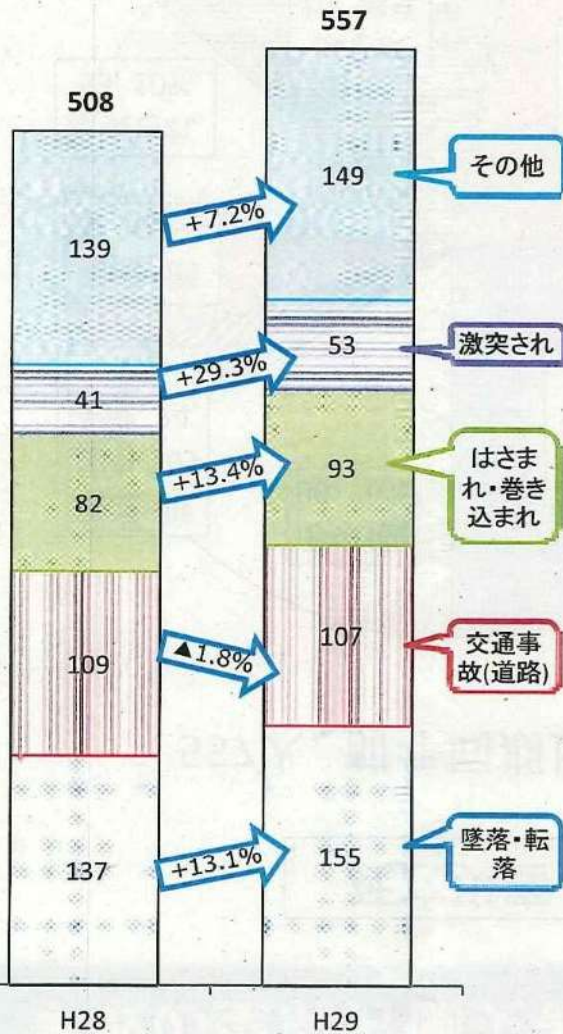 557
508
その他
149
+7.2%
139
激突され
53
+29.3%
41
はさま
れ・巻き
込まれ
93
+13.4%
82
交通事
故(道路)
107
▲1.8%
109
墜落・転
落
155
+13.1%
137
H28
H29